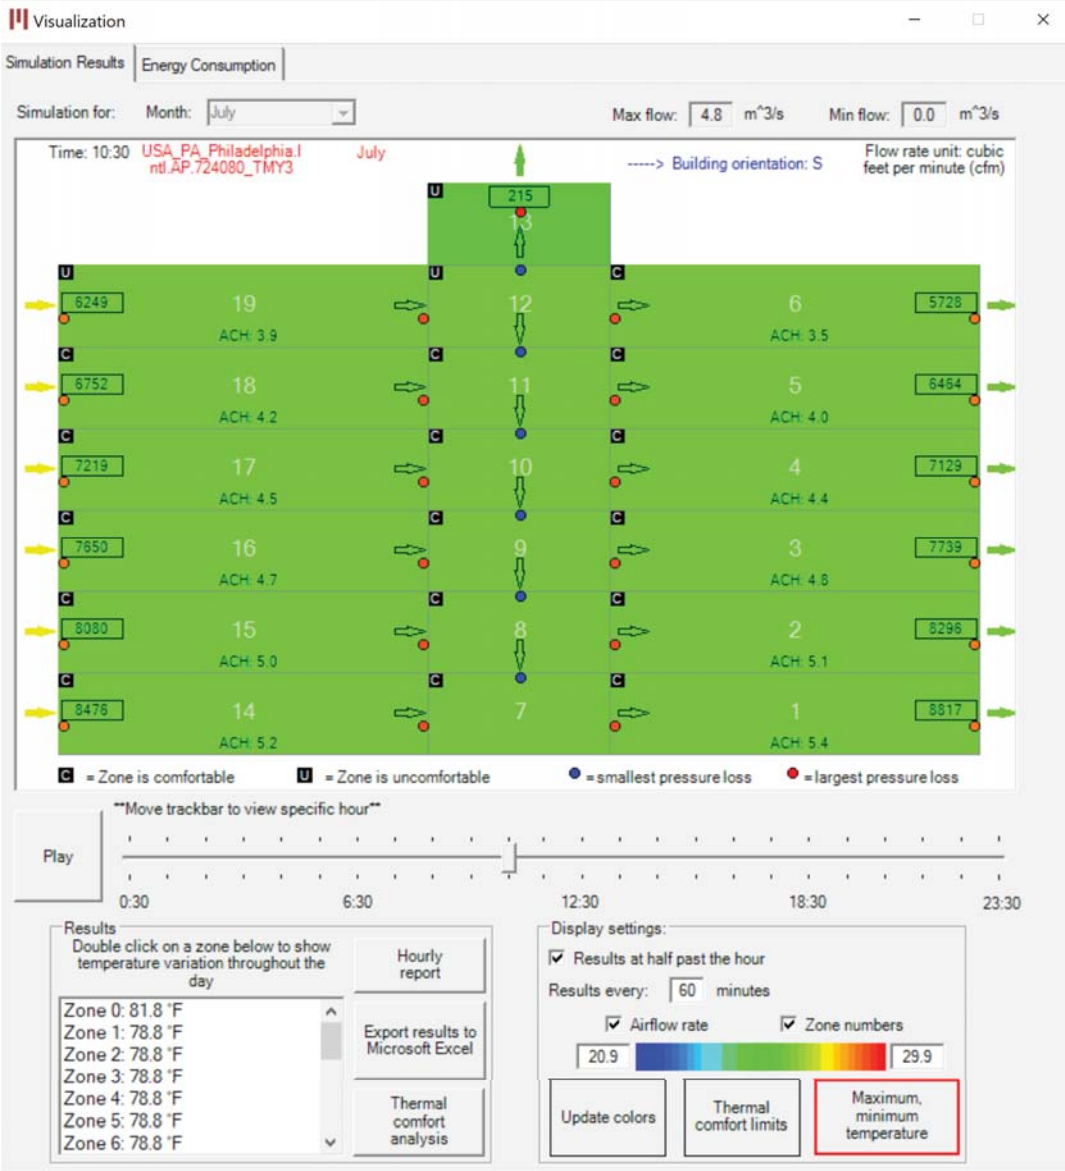 Visualization
Simulation Results
Energy Consumption
Simulation for: Month: July
Max flow: 4.8 m^3/s Min flow: 0.0 m^3/s
Time: 10:30 USA_PA_Philadelphia.I July
ntl.AP.724080_TMY3
-----> Building orientation: S
Flow rate unit: cubic
feet per minute (cfm)
U 215
13
U U C
6249 19 12 6 5728
ACH: 3.9 ACH: 3.5
C C C
6752 18 11 5 6464
ACH: 4.2 ACH: 4.0
C C C
7219 17 10 4 7129
ACH: 4.5 ACH: 4.4
C C C
7650 16 9 3 7739
ACH: 4.7 ACH: 4.8
C C C
8080 15 8 2 8296
ACH: 5.0 ACH: 5.1
C C C
8476 14 7 1 8817
ACH: 5.2 ACH: 5.4
C = Zone is comfortable U = Zone is uncomfortable = smallest pressure loss = largest pressure loss
**Move trackbar to view specific hour**
Play
0:30 6:30 12:30 18:30 23:30
Results
Double click on a zone below to show
temperature variation throughout the
day
Zone 0: 81.8 °F
Zone 1: 78.8 °F
Zone 2: 78.8 °F
Zone 3: 78.8 °F
Zone 4: 78.8 °F
Zone 5: 78.8 °F
Zone 6: 78.8 °F
Hourly
report
Export results to
Microsoft Excel
Thermal
comfort
analysis
Display settings:
Results at half past the hour
Results every: 60 minutes
Airflow rate Zone numbers
20.9 29.9
Update colors
Thermal
comfort limits
Maximum,
minimum
temperature